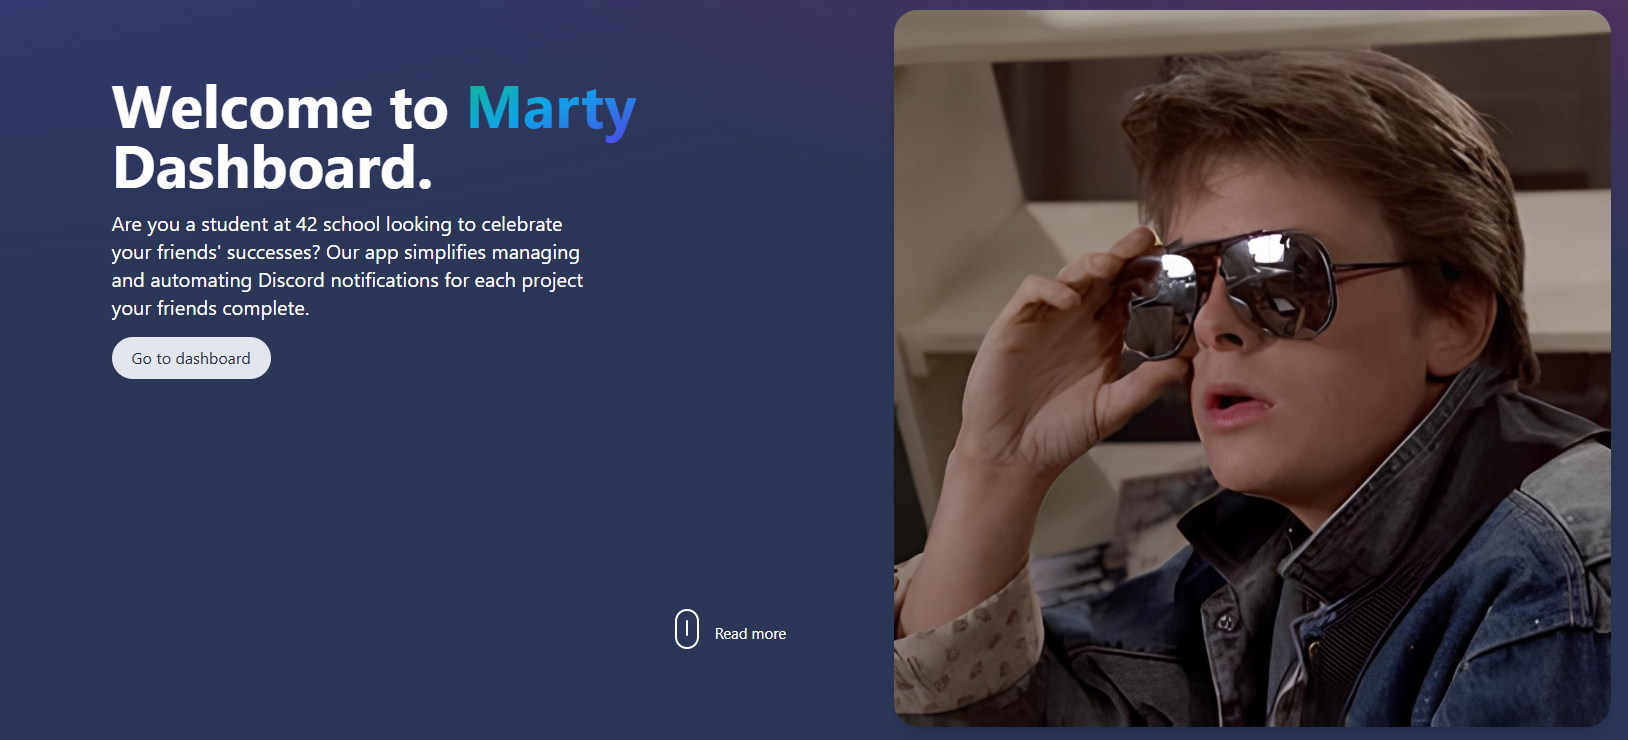 Welcome to Marty
Dashboard.
Are you a student at 42 school looking to celebrate
your friends' successes? Our app simplifies managing
and automating Discord notifications for each project
your friends complete.
Go to dashboard
Read more